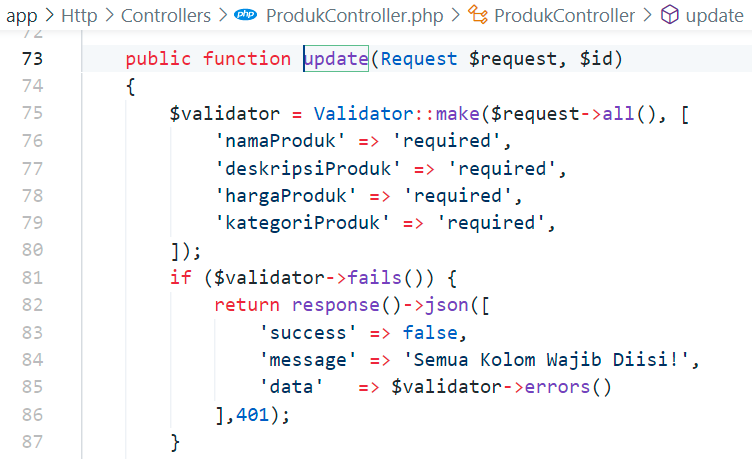 app > Http > Controllers > php ProdukController.php > ProdukController > update
72
73 public function update(Request $request, $id)
74 {
75 $validator = Validator::make($request->all(), [
76 'namaProduk' => 'required',
77 'deskripsiProduk' => 'required',
78 'hargaProduk' => 'required',
79 'kategoriProduk' => 'required',
80 ]);
81 if ($validator->fails()) {
82 return response()->json([
83 'success' => false,
84 'message' => 'Semua Kolom Wajib Diisi!',
85 'data'   => $validator->errors()
86 ],401);
87 }